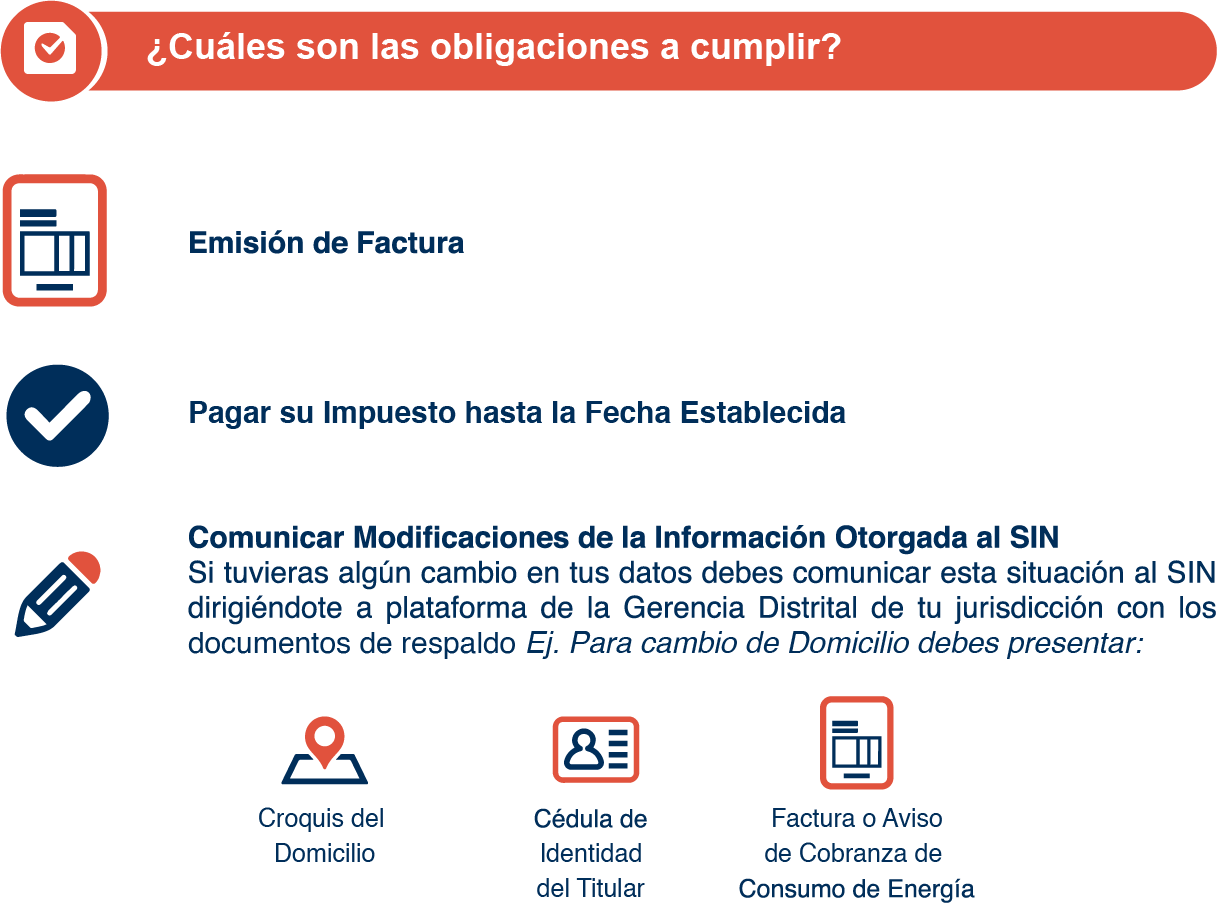 ¿Cuáles son las obligaciones a cumplir?
Emisión de Factura
Pagar su Impuesto hasta la Fecha Establecida
Comunicar Modificaciones de la Información Otorgada al SIN
Si tuvieras algún cambio en tus datos debes comunicar esta situación al SIN
dirigiéndote a plataforma de la Gerencia Distrital de tu jurisdicción con los
documentos de respaldo Ej. Para cambio de Domicilio debes presentar:
Croquis del
Domicilio
Cédula de
Identidad
del Titular
Factura o Aviso
de Cobranza de
Consumo de Energía